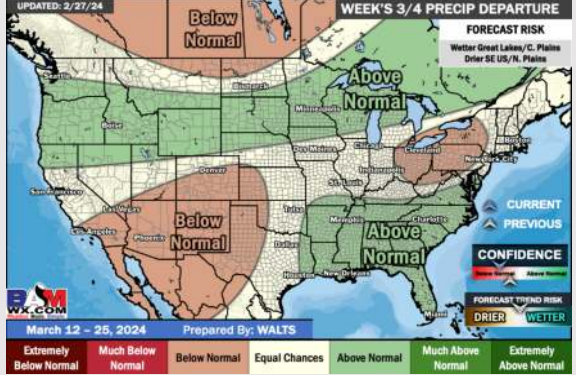 UPDATED: 2/27/24
WEEK'S 3/4 PRECIP DEPARTURE
FORECAST RISK
Wetter Great Lakes/C. Plains
Drier SE US/N. Plains
Below
Normal
Above
Normal
Seattle
Bismarck
Minneapolis
Boise
Boston
Des Moines
Chicago
Cleveland
New York City
Denver
Indianapolis
St. Louis
San Francisco
Las Vegas
Tulsa
Memphis
Charlotte
Los Angeles
Phoenix
Below
Normal
Above
Normal
Dallas
Houston
New Orleans
Miami
CURRENT
PREVIOUS
CONFIDENCE
Below Normal
Above Normal
FORECAST TREND RISK
DRIER
WETTER
BAM
WX.COM
March 12 - 25, 2024
Prepared By: WALTS
Extremely
Below Normal
Much Below
Normal
Below Normal
Equal Chances
Above Normal
Much Above
Normal
Extremely
Above Normal